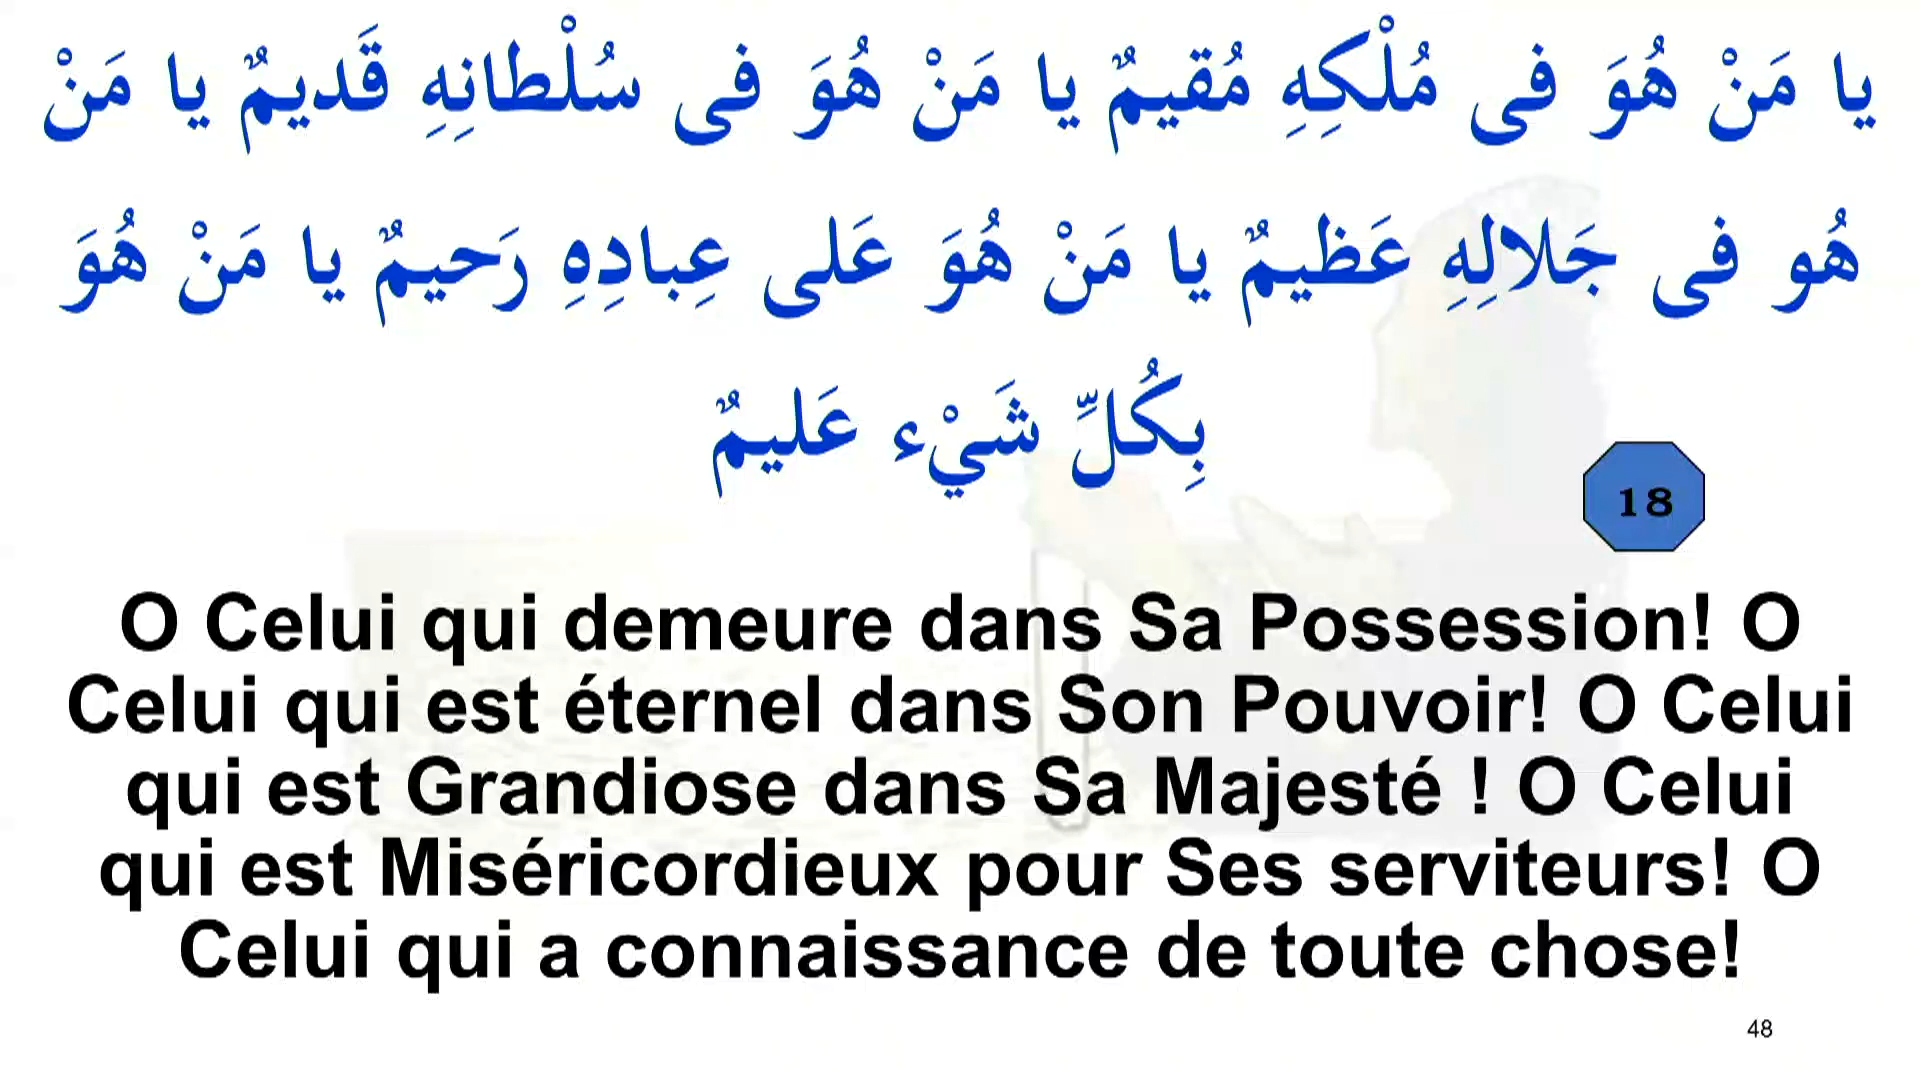 يا مَنْ هُوَ فى مُلْكِهِ مُقيمٌ يا مَنْ هُوَ فى سُلْطانِهِ قَديمٌ يا مَنْ
هُو فى جَلالِهِ عَظيمٌ يا مَنْ هُوَ عَلى عِبادِهِ رَحيمٌ يا مَنْ هُوَ
بِكُلِّ شَيْء عَليمٌ
18
O Celui qui demeure dans Sa Possession! O
Celui qui est éternel dans Son Pouvoir! O Celui
qui est Grandiose dans Sa Majesté ! O Celui
qui est Miséricordieux pour Ses serviteurs! O
Celui qui a connaissance de toute chose!
48